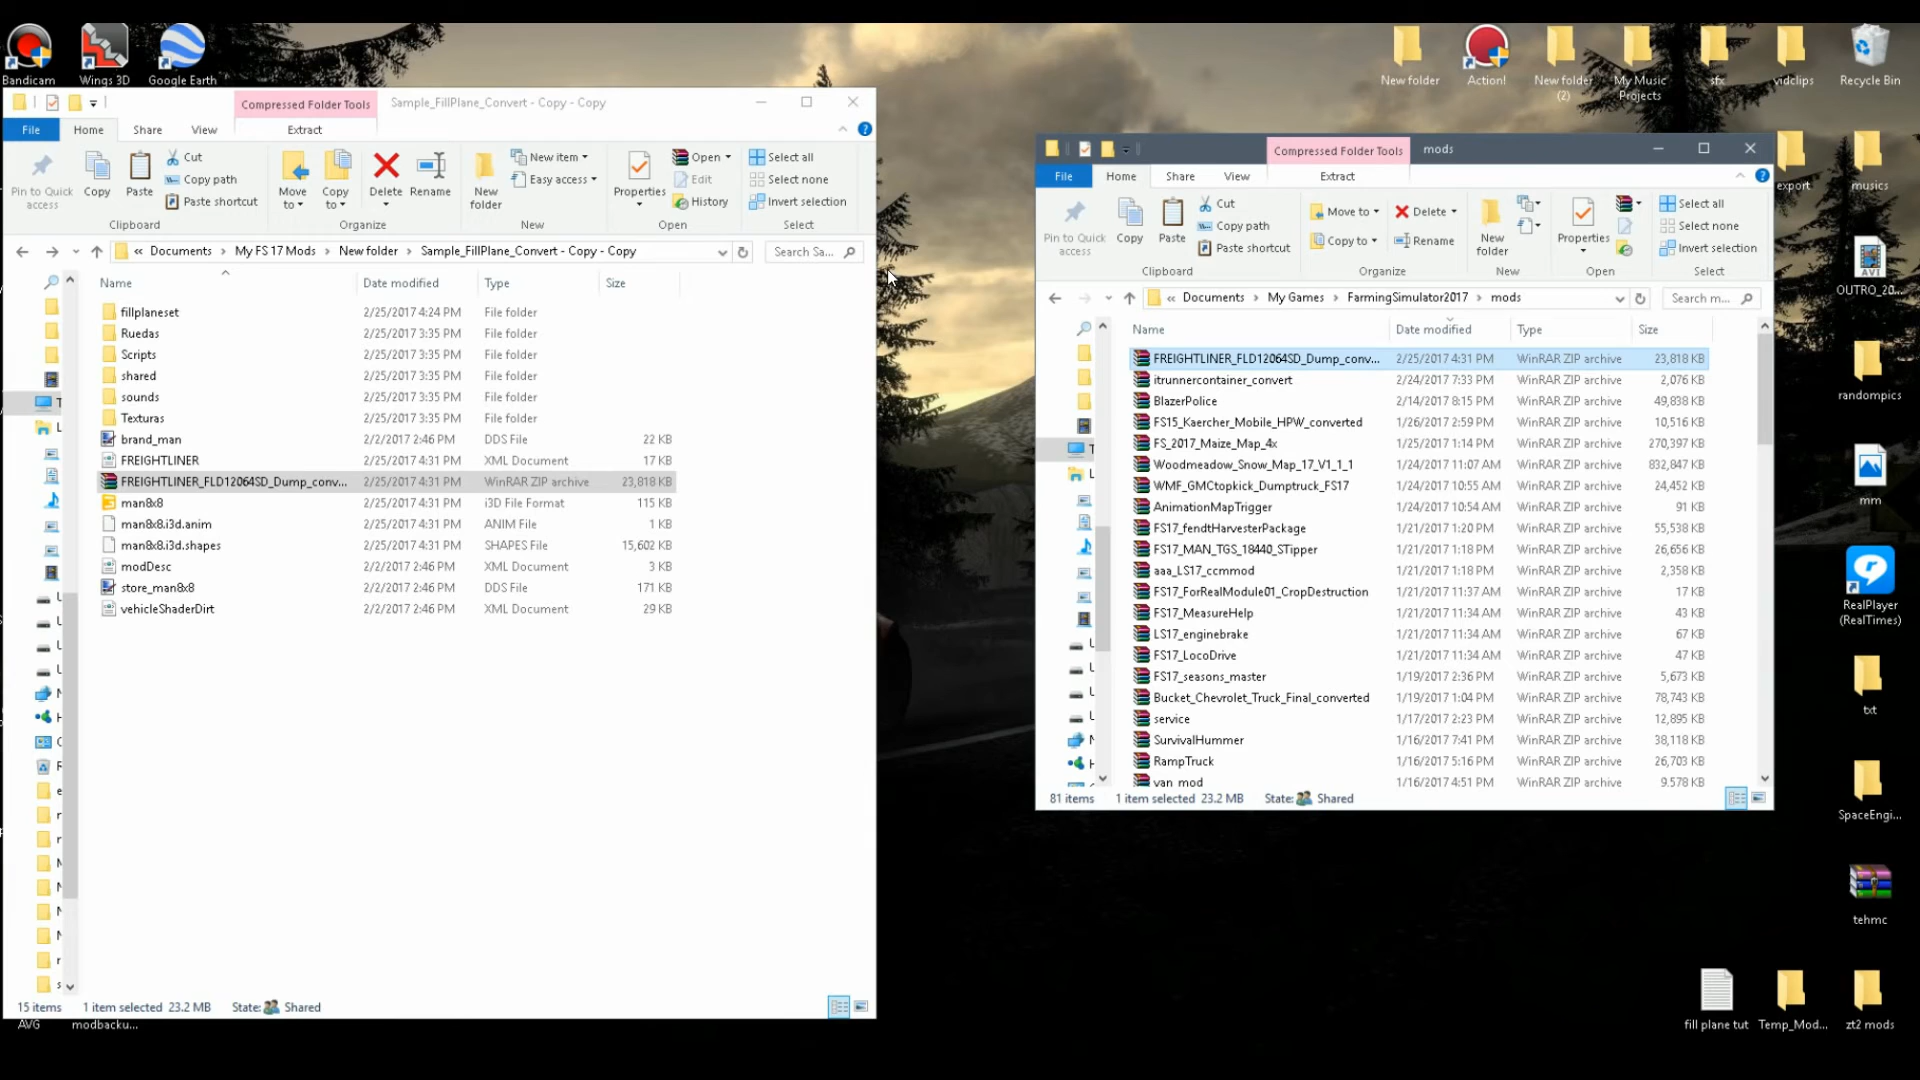 Bandicam
Wings 3D
Google Earth
New folder
Action!
New folder (2)
My Music Projects
sfx
vidclips
Recycle Bin
Compressed Folder Tools
Sample_FillPlane_Convert - Copy - Copy
File
Home
Share
View
Extract
Pin to Quick access
Copy
Paste
Cut
Copy path
Paste shortcut
Clipboard
Move to
Copy to
Delete
Rename
Organize
New folder
New item
Easy access
New
Properties
Open
Edit
History
Open
Select all
Select none
Invert selection
Select
« Documents > My FS 17 Mods > New folder > Sample_FillPlane_Convert - Copy - Copy
Search Sa...
Name Date modified Type Size
fillplaneset 2/25/2017 4:24 PM File folder
Ruedas 2/25/2017 3:35 PM File folder
Scripts 2/25/2017 3:35 PM File folder
shared 2/25/2017 3:35 PM File folder
sounds 2/25/2017 3:35 PM File folder
Texturas 2/25/2017 3:35 PM File folder
brand_man 2/2/2017 2:46 PM DDS File 22 KB
FREIGHTLINER 2/25/2017 4:31 PM XML Document 17 KB
FREIGHTLINER_FLD12064SD_Dump_conv... 2/25/2017 4:31 PM WinRAR ZIP archive 23,818 KB
man8x8 2/25/2017 4:31 PM i3D File Format 115 KB
man8x8.i3d.anim 2/25/2017 4:31 PM ANIM File 1 KB
man8x8.i3d.shapes 2/25/2017 4:31 PM SHAPES File 15,602 KB
modDesc 2/2/2017 2:46 PM XML Document 3 KB
store_man8x8 2/2/2017 2:46 PM DDS File 171 KB
vehicleShaderDirt 2/2/2017 2:46 PM XML Document 29 KB
15 items 1 item selected 23.2 MB State: Shared
AVG
modbacku...
Compressed Folder Tools
mods
File
Home
Share
View
Extract
Pin to Quick access
Copy
Paste
Cut
Copy path
Paste shortcut
Clipboard
Move to
Copy to
Delete
Rename
Organize
New folder
New
Properties
Open
Select all
Select none
Invert selection
Select
« Documents > My Games > FarmingSimulator2017 > mods
Search m...
Name Date modified Type Size
FREIGHTLINER_FLD12064SD_Dump_conv... 2/25/2017 4:31 PM WinRAR ZIP archive 23,818 KB
itrunnercontainer_convert 2/24/2017 7:33 PM WinRAR ZIP archive 2,076 KB
BlazerPolice 2/14/2017 8:15 PM WinRAR ZIP archive 49,838 KB
FS15_Kaercher_Mobile_HPW_converted 1/26/2017 2:59 PM WinRAR ZIP archive 10,516 KB
FS_2017_Maize_Map_4x 1/25/2017 1:14 PM WinRAR ZIP archive 270,397 KB
Woodmeadow_Snow_Map_17_V1_1_1 1/24/2017 11:07 AM WinRAR ZIP archive 832,847 KB
WMF_GMCtopkick_Dumptruck_FS17 1/24/2017 10:55 AM WinRAR ZIP archive 24,452 KB
AnimationMapTrigger 1/24/2017 10:54 AM WinRAR ZIP archive 91 KB
FS17_fendtHarvesterPackage 1/21/2017 1:20 PM WinRAR ZIP archive 55,538 KB
FS17_MAN_TGS_18440_STipper 1/21/2017 1:18 PM WinRAR ZIP archive 26,656 KB
aaa_LS17_ccmmod 1/21/2017 1:18 PM WinRAR ZIP archive 2,358 KB
FS17_ForRealModule01_CropDestruction 1/21/2017 11:37 AM WinRAR ZIP archive 17 KB
FS17_MeasureHelp 1/21/2017 11:34 AM WinRAR ZIP archive 43 KB
LS17_enginebrake 1/21/2017 11:34 AM WinRAR ZIP archive 67 KB
FS17_LocoDrive 1/21/2017 11:34 AM WinRAR ZIP archive 47 KB
FS17_seasons_master 1/19/2017 2:36 PM WinRAR ZIP archive 5,673 KB
Bucket_Chevrolet_Truck_Final_converted 1/19/2017 1:04 PM WinRAR ZIP archive 78,743 KB
service 1/17/2017 2:23 PM WinRAR ZIP archive 12,895 KB
SurvivalHummer 1/16/2017 7:41 PM WinRAR ZIP archive 38,118 KB
RampTruck 1/16/2017 5:16 PM WinRAR ZIP archive 26,703 KB
van_mod 1/16/2017 4:51 PM WinRAR ZIP archive 9,578 KB
81 items 1 item selected 23.2 MB State: Shared
export
musics
AVI
OUTRO_20...
randompics
mm
RealPlayer (RealTimes)
txt
SpaceEngi...
tehmc
fill plane tut
Temp_Mod...
zt2 mods